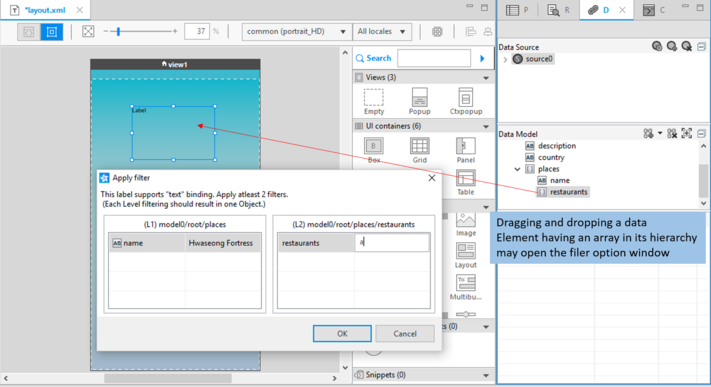 *layout.xml
P
R
D
C
37 %
common (portrait_HD)
All locales
view1
Label
Search
Views (3)
Empty
Popup
Ctxpopup
UI containers (6)
Box
Grid
Panel
Table
Image
Layout
Multibu...
ts (0)
Snippets (0)
Data Source
source0
Data Model
description
country
places
name
restaurants
Apply filter
This label supports "text" binding. Apply atleast 2 filters.
(Each Level filtering should result in one Object.)
(L1) model0/root/places
name
Hwaseong Fortress
(L2) model0/root/places/restaurants
restaurants
a
OK
Cancel
Dragging and dropping a data
Element having an array in its hierarchy
may open the filer option window